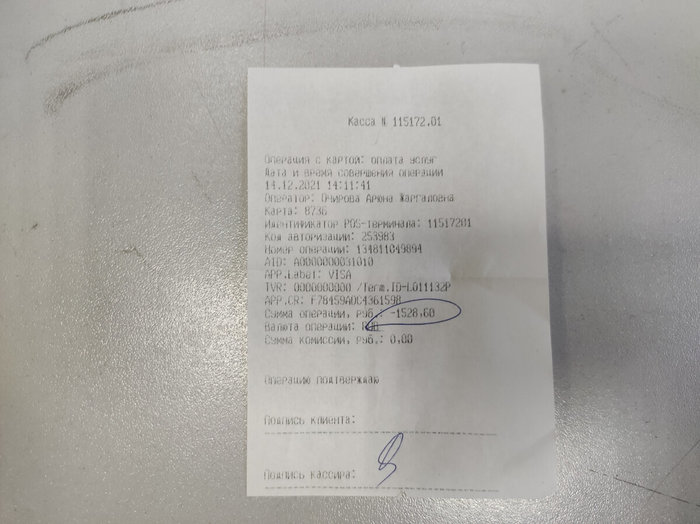 Касса № 115172.01
Операция с картой: оплата услуг
Дата и время совершения операции
14.12.2021 14:11:41
Оператор: Очирова Арюна Жаргаловна
Карта: 8736
Идентификатор POS-терминала: 11517201
Код авторизации: 253983
Номер операции: 134811049894
AID: A0000000031010
APP.Label: VISA
TVR: 0000000000 /Term.ID-L011132P
APP.CR: F78459A0C4361598
Сумма операции, руб.: -1528,60
Валюта операции:
Сумма комиссии, руб.: 0,00
Операцию подтверждаю
Подпись клиента:
Подпись кассира: